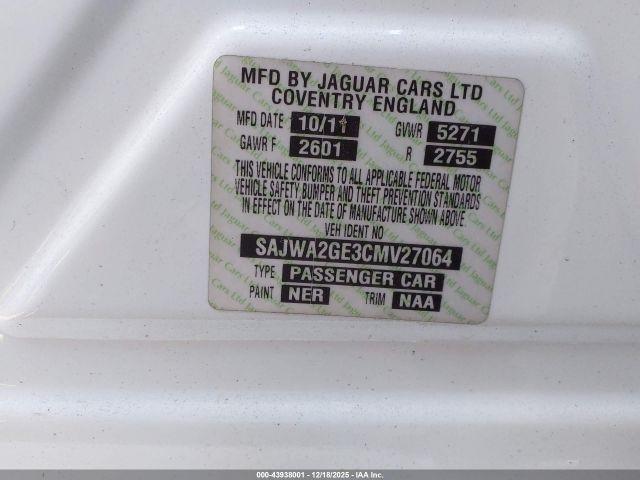 MFD BY JAGUAR CARS LTD
COVENTRY ENGLAND
MFD DATE 10/11 GVWR 5271
GAWR F 2601 R 2755
THIS VEHICLE CONFORMS TO ALL APPLICABLE FEDERAL MOTOR
VEHICLE SAFETY BUMPER AND THEFT PREVENTION STANDARDS
IN EFFECT ON THE DATE OF MANUFACTURE SHOWN ABOVE.
VEH IDENT NO
SAJWA2GE3CMV27064
TYPE PASSENGER CAR
PAINT NER TRIM NAA
000-43938001 - 12/18/2025 - IAA Inc.